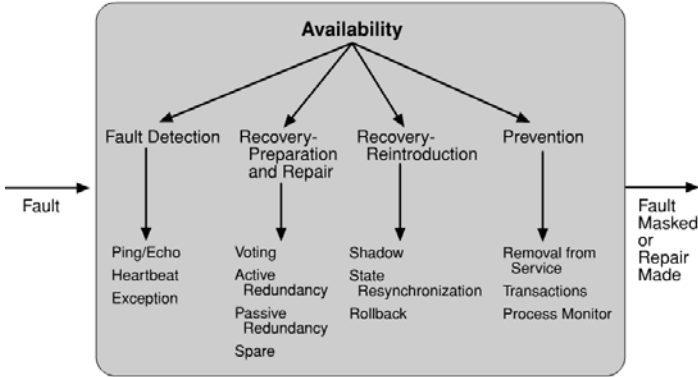 Availability
Fault Detection
Recovery-
Preparation
and Repair
Recovery-
Reintroduction
Prevention
Fault
Ping/Echo
Heartbeat
Exception
Voting
Active
Redundancy
Passive
Redundancy
Spare
Shadow
State
Resynchronization
Rollback
Removal from
Service
Transactions
Process Monitor
Fault
Masked
or
Repair
Made